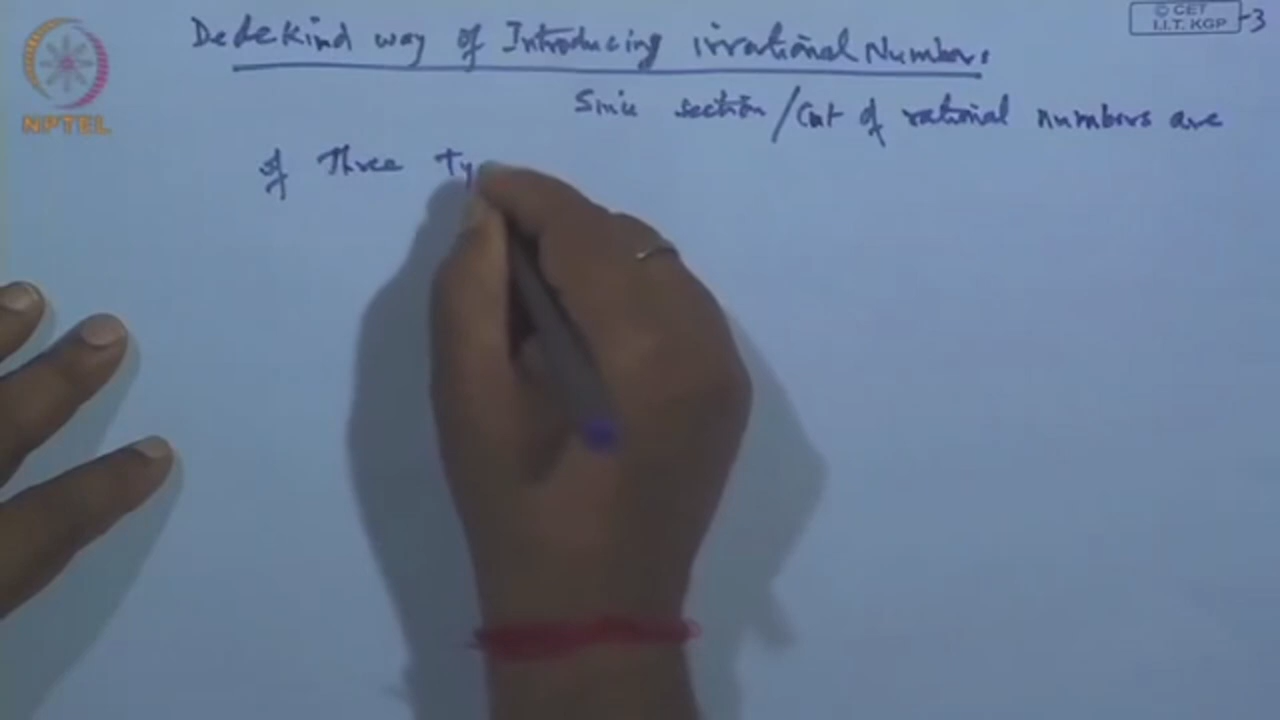 © CET
I.I.T. KGP
-3
NPTEL
Dedekind way of Introducing irrational Numbers
Since section/Cut of rational numbers are
of Three Ty